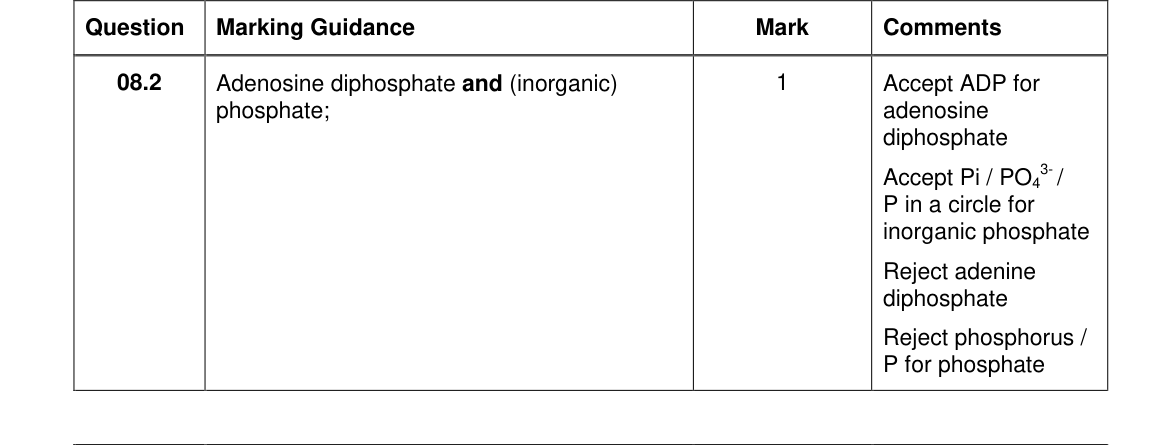 Question Marking Guidance Mark Comments
08.2 Adenosine diphosphate and (inorganic) 1 Accept ADP for
phosphate; adenosine
diphosphate
Accept Pi / PO₄³⁻ /
P in a circle for
inorganic phosphate
Reject adenine
diphosphate
Reject phosphorus /
P for phosphate